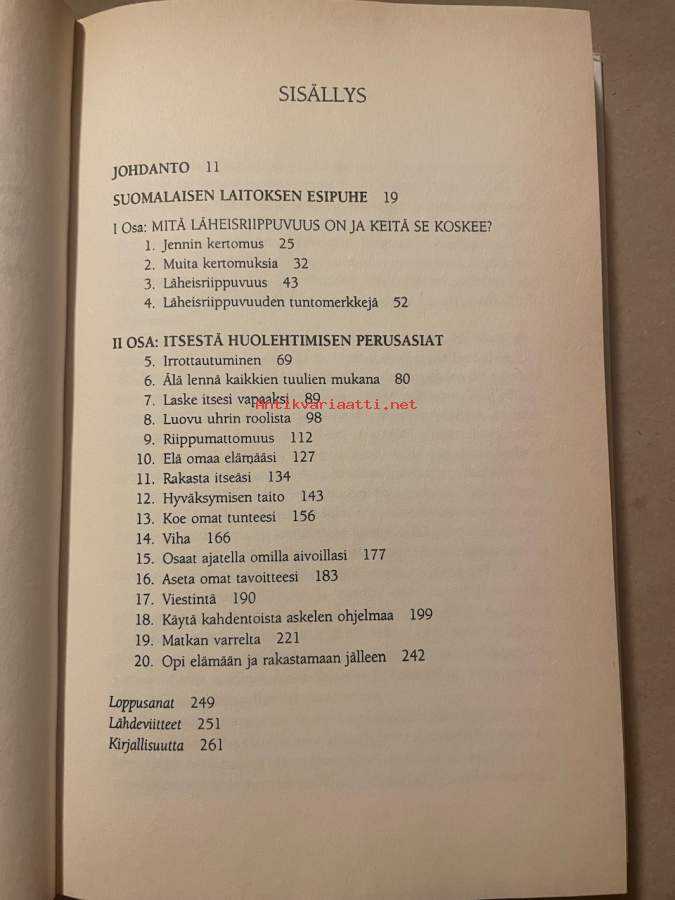 SISÄLLYS
JOHDANTO 11
SUOMALAISEN LAITOKSEN ESIPUHE 19
I Osa: MITÄ LÄHEISRIIPPUVUUS ON JA KEITÄ SE KOSKEE?
1. Jennin kertomus 25
2. Muita kertomuksia 32
3. Läheisriippuvuus 43
4. Läheisriippuvuuden tuntomerkkejä 52
II OSA: ITSESTÄ HUOLEHTIMISEN PERUSASIAT
5. Irrottautuminen 69
6. Älä lennä kaikkien tuulien mukana 80
7. Laske itsesi vapaaksi 89
Antikvariaatti.net
8. Luovu uhrin roolista 98
9. Riippumattomuus 112
10. Elä omaa elämääsi 127
11. Rakasta itseäsi 134
12. Hyväksymisen taito 143
13. Koe omat tunteesi 156
14. Viha 166
15. Osaat ajatella omilla aivoillasi 177
16. Aseta omat tavoitteesi 183
17. Viestintä 190
18. Käytä kahdentoista askelen ohjelmaa 199
19. Matkan varrelta 221
20. Opi elämään ja rakastamaan jälleen 242
Loppusanat 249
Lähdeviitteet 251
Kirjallisuutta 261